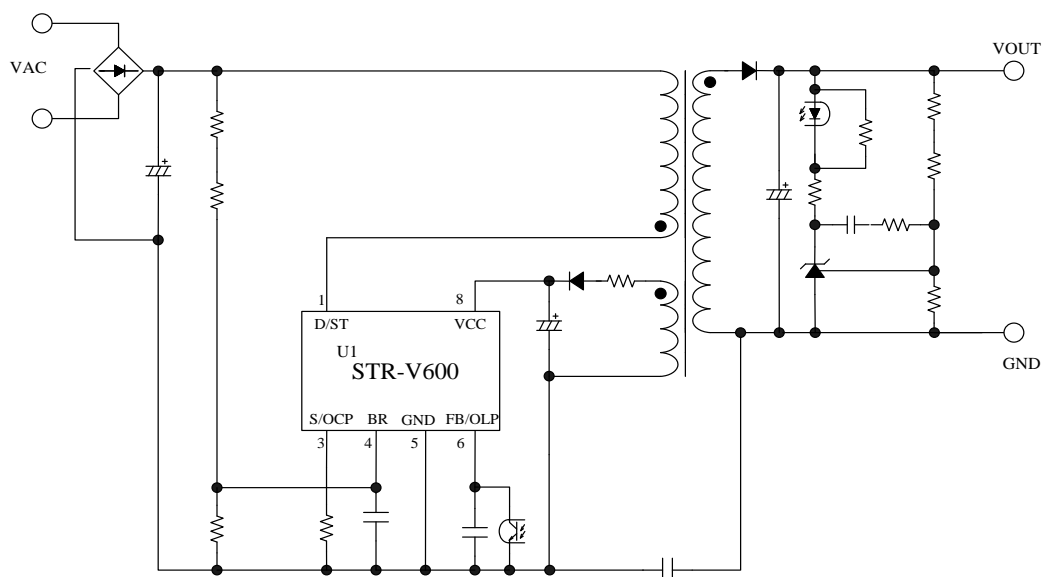 VAC
VOUT
1
8
D/ST
VCC
U1
STR-V600
S/OCP
BR
GND
FB/OLP
3
4
5
6
GND